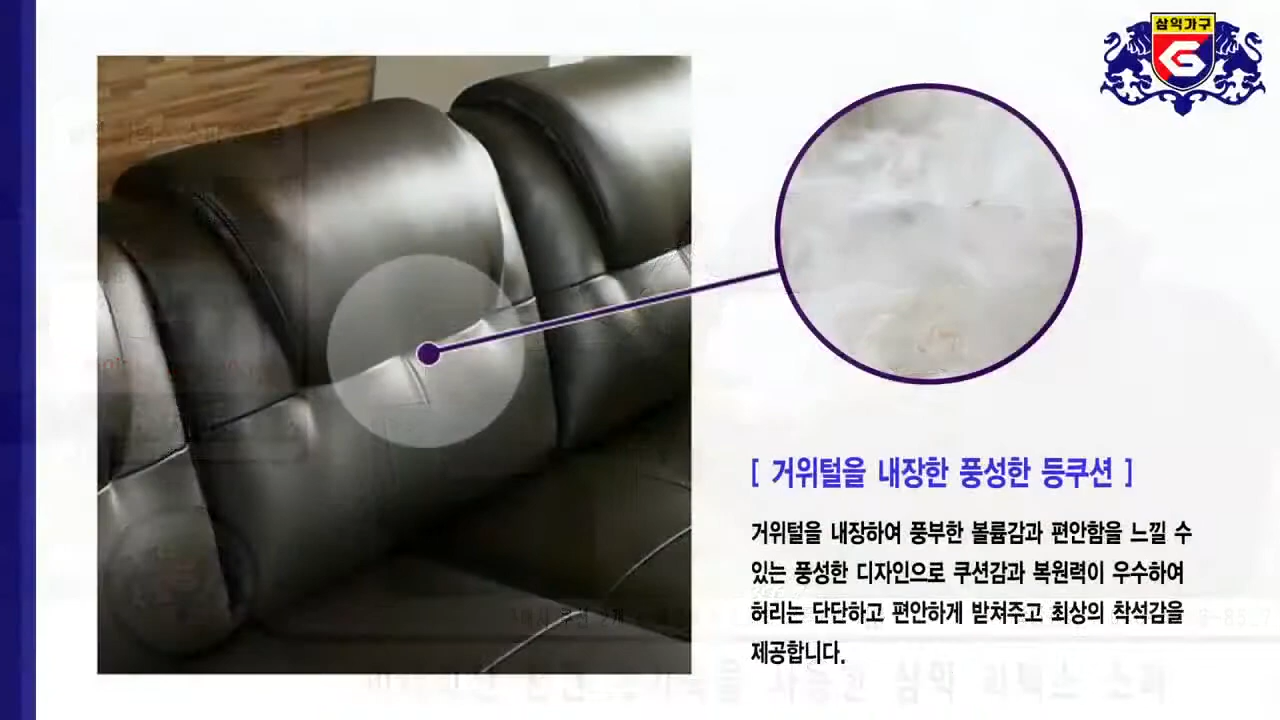 삼익가구
[ 거위털을 내장한 풍성한 등쿠션 ]
거위털을 내장하여 풍부한 볼륨감과 편안함을 느낄 수
있는 풍성한 디자인으로 쿠션감과 복원력이 우수하여
허리는 단단하고 편안하게 받쳐주고 최상의 착석감을
제공합니다.